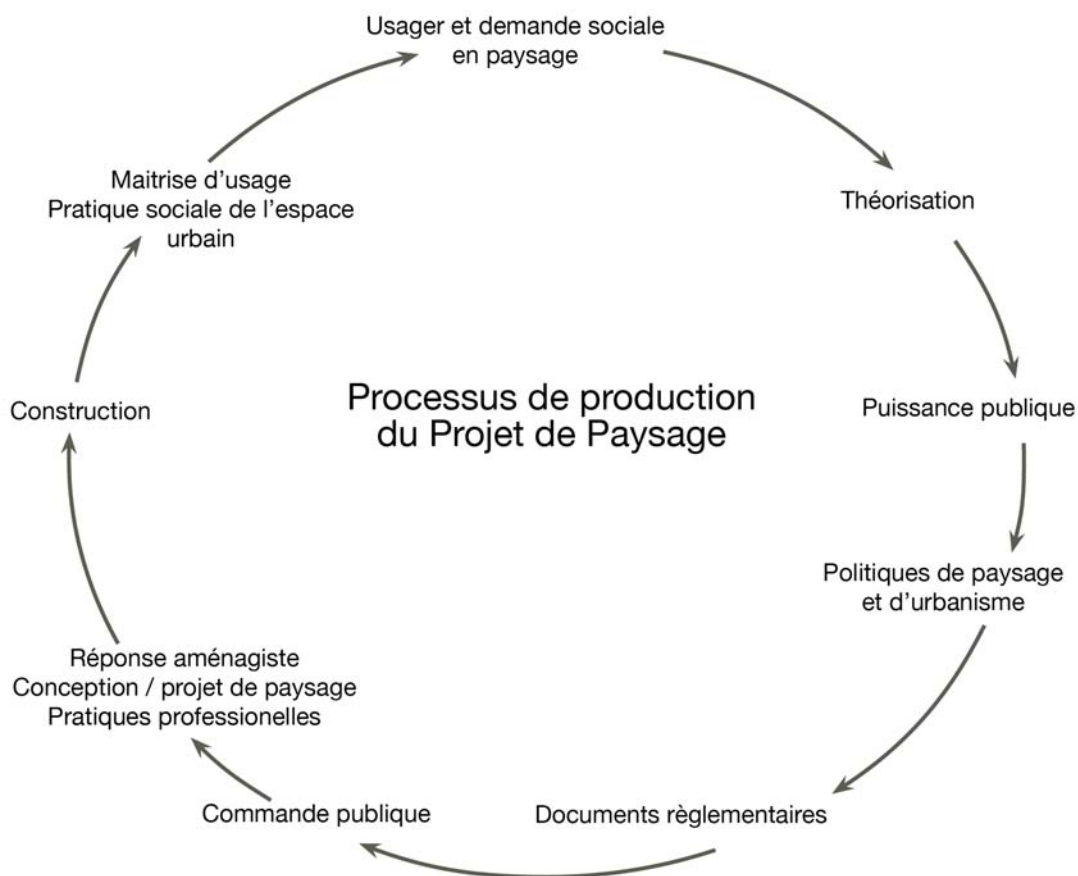 Usager et demande sociale
en paysage
Théorisation
Puissance publique
Politiques de paysage
et d'urbanisme
Documents règlementaires
Commande publique
Réponse aménagiste
Conception / projet de paysage
Pratiques professionelles
Construction
Maitrise d'usage
Pratique sociale de l'espace
urbain
Processus de production
du Projet de Paysage